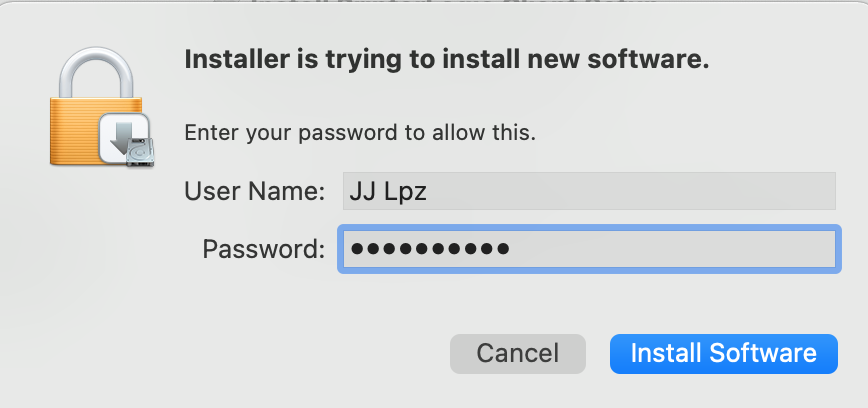 Installer is trying to install new software.
Enter your password to allow this.
User Name: JJ Lpz
Password: ••••••••••
Cancel Install Software